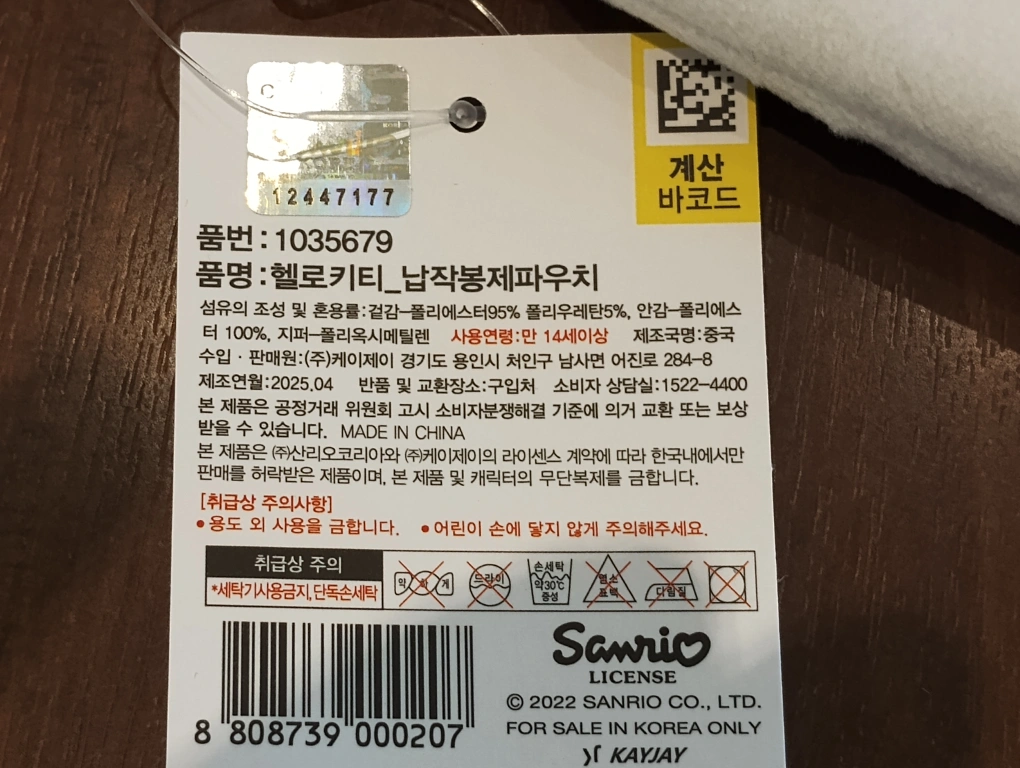 C
12447177
계산
바코드
품번:1035679
품명:헬로키티_납작봉제파우치
섬유의 조성 및 혼용률:겉감-폴리에스터95% 폴리우레탄5%, 안감-폴리에스
터 100%, 지퍼-폴리옥시메틸렌 사용연령:만 14세이상 제조국명:중국
수입·판매원:(주)케이제이 경기도 용인시 처인구 남사면 어진로 284-8
제조연월:2025.04 반품 및 교환장소:구입처 소비자 상담실:1522-4400
본 제품은 공정거래 위원회 고시 소비자분쟁해결 기준에 의거 교환 또는 보상
받을 수 있습니다. MADE IN CHINA
본 제품은 ㈜산리오코리아와 ㈜케이제이의 라이센스 계약에 따라 한국내에서만
판매를 허락받은 제품이며, 본 제품 및 캐릭터의 무단복제를 금합니다.
[취급상 주의사항]
•용도 외 사용을 금합니다. •어린이 손에 닿지 않게 주의해주세요.
취급상 주의
*세탁기사용금지, 단독손세탁
약 하 게
드라이
손세탁
약30℃
중성
염소
표백
다림질
Sanrio
LICENSE
© 2022 SANRIO CO., LTD.
FOR SALE IN KOREA ONLY
KAYJAY
8 808739 000207